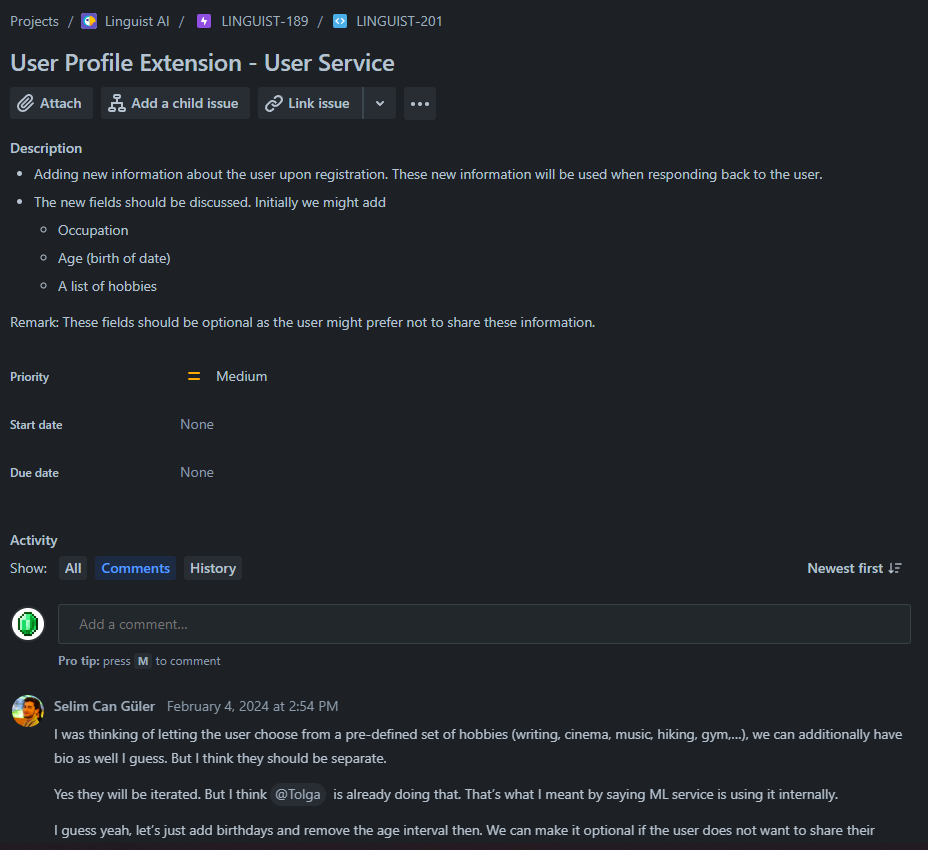 Projects / Linguist AI / LINGUIST-189 / LINGUIST-201
User Profile Extension - User Service
Attach Add a child issue Link issue
Description
• Adding new information about the user upon registration. These new information will be used when responding back to the user.
• The new fields should be discussed. Initially we might add
◦ Occupation
◦ Age (birth of date)
◦ A list of hobbies
Remark: These fields should be optional as the user might prefer not to share these information.
Priority Medium
Start date None
Due date None
Activity
Show: All Comments History Newest first
Add a comment...
Pro tip: press M to comment
Selim Can Güler February 4, 2024 at 2:54 PM
I was thinking of letting the user choose from a pre-defined set of hobbies (writing, cinema, music, hiking, gym,...), we can additionally have
bio as well I guess. But I think they should be separate.
Yes they will be iterated. But I think @Tolga is already doing that. That's what I meant by saying ML service is using it internally.
I guess yeah, let's just add birthdays and remove the age interval then. We can make it optional if the user does not want to share their